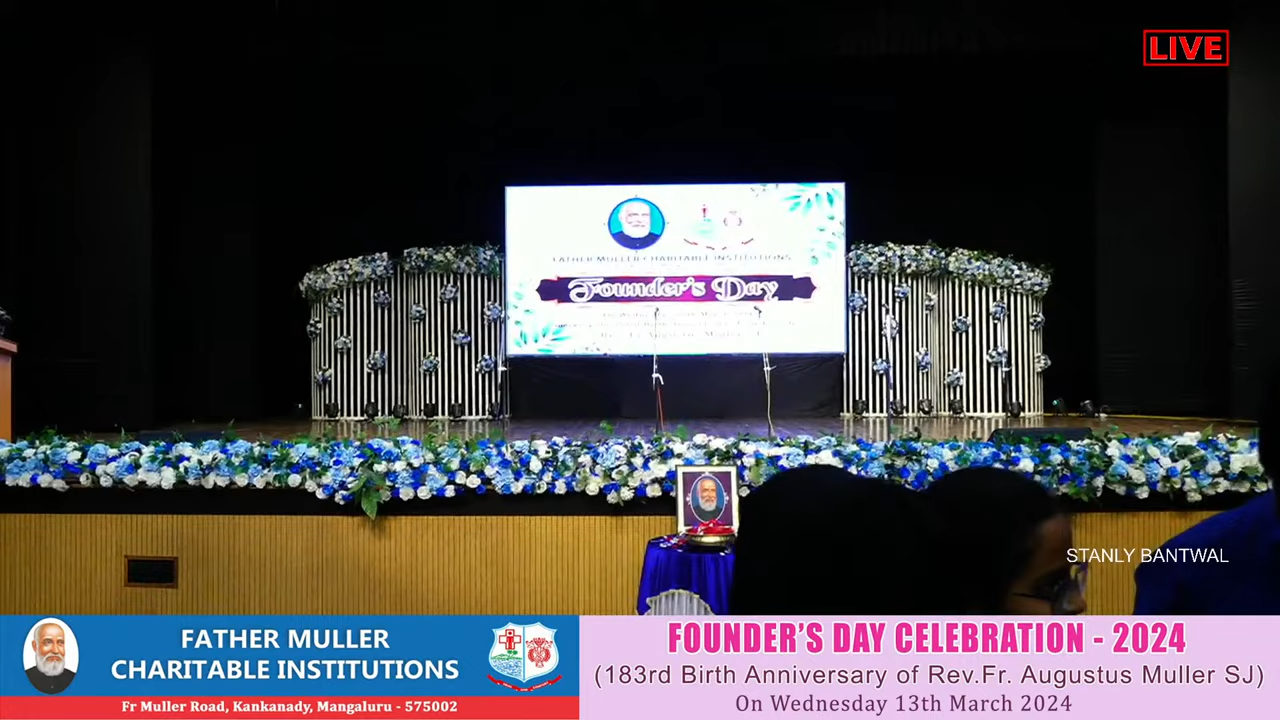 LIVE
FATHER MULLER CHARITABLE INSTITUTIONS
Founder's Day
STANLY BANTWAL
FATHER MULLER
CHARITABLE INSTITUTIONS
Fr Muller Road, Kankanady, Mangaluru - 575002
FOUNDER'S DAY CELEBRATION - 2024
(183rd Birth Anniversary of Rev.Fr. Augustus Muller SJ)
On Wednesday 13th March 2024